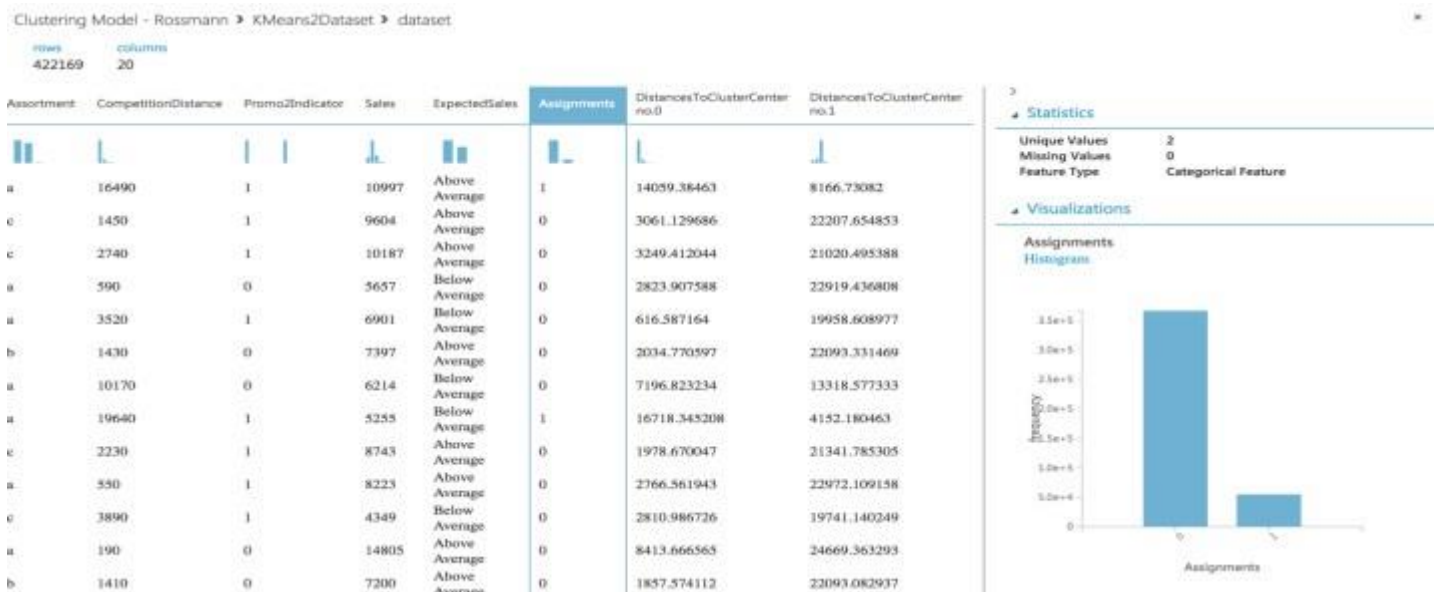 Clustering Model - Rossmann > KMeans2Dataset > dataset ×
rows columns
422169 20
Assortment CompetitionDistance Promo2Indicator Sales ExpectedSales Assignments DistancesToClusterCenter no.0 DistancesToClusterCenter no.1
a 16490 1 10997 Above Average 1 14059.38463 8166.73082
c 1450 1 9604 Above Average 0 3061.129686 22207.654853
c 2740 1 10187 Above Average 0 3249.412044 21020.495388
a 590 0 5657 Below Average 0 2823.907588 22919.436808
a 3520 1 6901 Below Average 0 616.587164 19958.608977
b 1430 0 7397 Above Average 0 2034.770597 22093.331469
a 10170 0 6214 Below Average 0 7196.823234 13318.577333
a 19640 1 5255 Below Average 1 16718.345208 4152.180463
c 2230 1 8743 Above Average 0 1978.670047 21341.785305
a 550 1 8223 Above Average 0 2766.561943 22972.109158
c 3890 1 4349 Below Average 0 2810.986726 19741.140249
a 190 0 14805 Above Average 0 8413.666565 24669.363293
b 1410 0 7200 Above Average 0 1857.574112 22093.082937
Statistics
Unique Values 2
Missing Values 0
Feature Type Categorical Feature
Visualizations
Assignments
Histogram
3.5e+5
3.0e+5
2.5e+5
2.0e+5
1.5e+5
1.0e+5
5.0e+4
0
frequency
0 1
Assignments